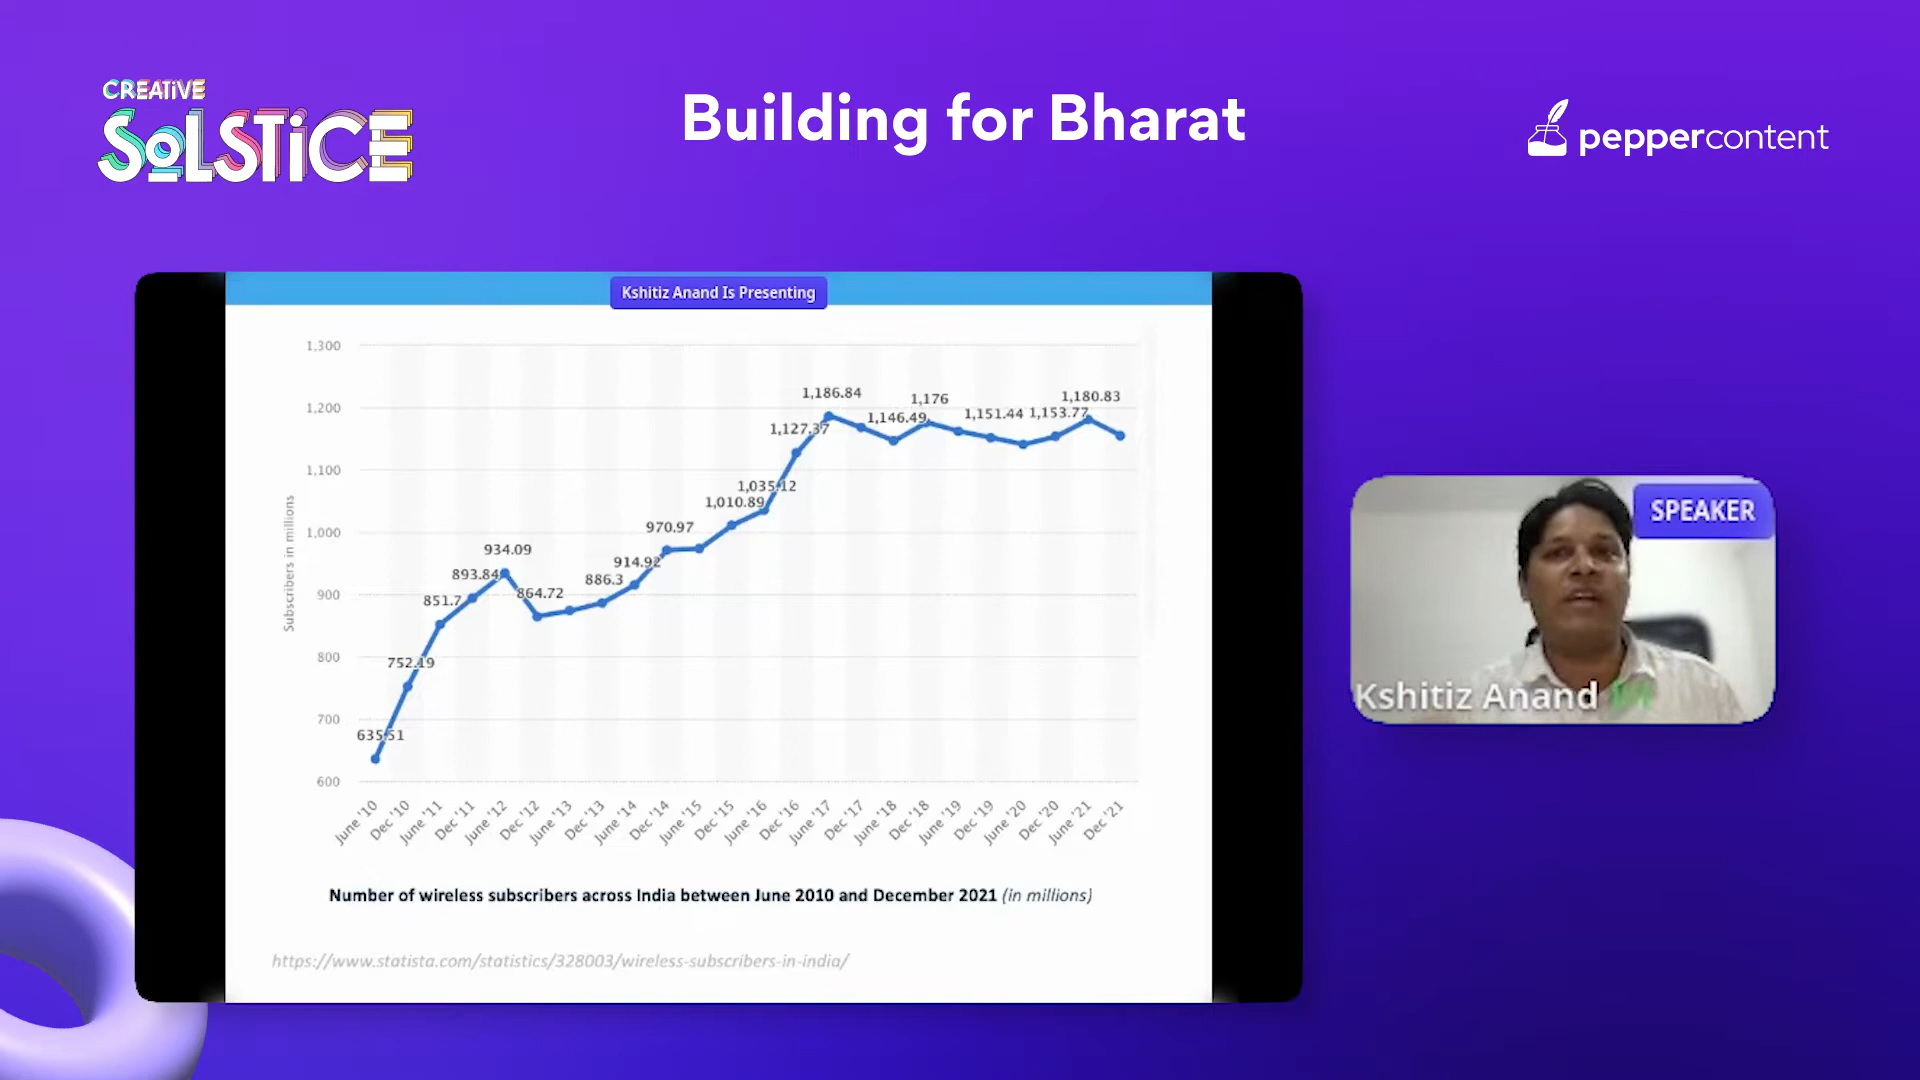 CREATIVE
SOLSTICE
Building for Bharat
peppercontent
Kshitiz Anand Is Presenting
1,300
1,200
1,100
1,000
900
800
700
600
Subscribers in millions
635.51
752.19
851.7
893.84
934.09
864.72
886.3
914.92
970.97
1,010.89
1,035.12
1,127.37
1,186.84
1,146.49
1,176
1,151.44
1,153.77
1,180.83
June '10
Dec '10
June '11
Dec '11
June '12
Dec '12
June '13
Dec '13
June '14
Dec '14
June '15
Dec '15
June '16
Dec '16
June '17
Dec '17
June '18
Dec '18
June '19
Dec '19
June '20
Dec '20
June '21
Dec '21
Number of wireless subscribers across India between June 2010 and December 2021 (in millions)
https://www.statista.com/statistics/328003/wireless-subscribers-in-india/
SPEAKER
Kshitiz Anand